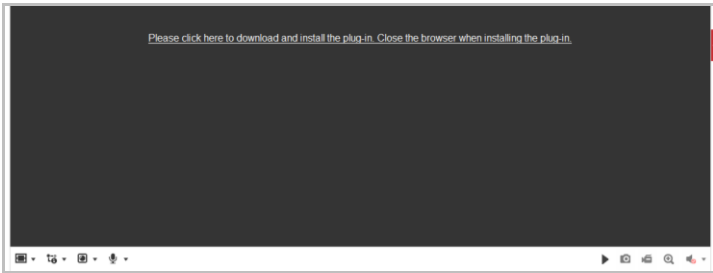 Please click here to download and install the plug-in. Close the browser when installing the plug-in.